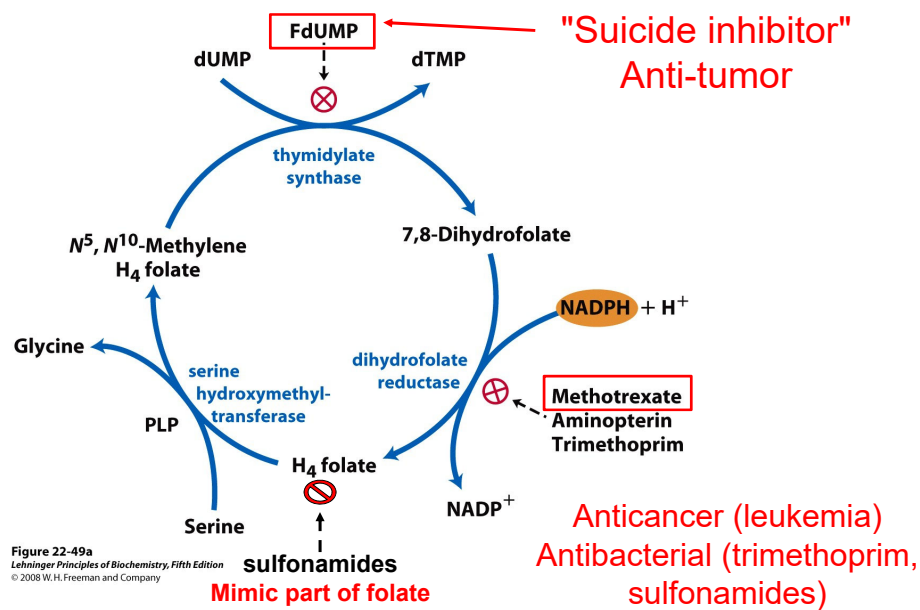 FdUMP
"Suicide inhibitor"
Anti-tumor
dUMP
dTMP
thymidylate
synthase
N⁵, N¹⁰-Methylene
H₄ folate
7,8-Dihydrofolate
NADPH + H⁺
Glycine
serine
hydroxymethyl-
transferase
dihydrofolate
reductase
Methotrexate
Aminopterin
Trimethoprim
PLP
H₄ folate
NADP⁺
Serine
sulfonamides
Mimic part of folate
Anticancer (leukemia)
Antibacterial (trimethoprim,
sulfonamides)
Figure 22-49a
Lehninger Principles of Biochemistry, Fifth Edition
© 2008 W. H. Freeman and Company